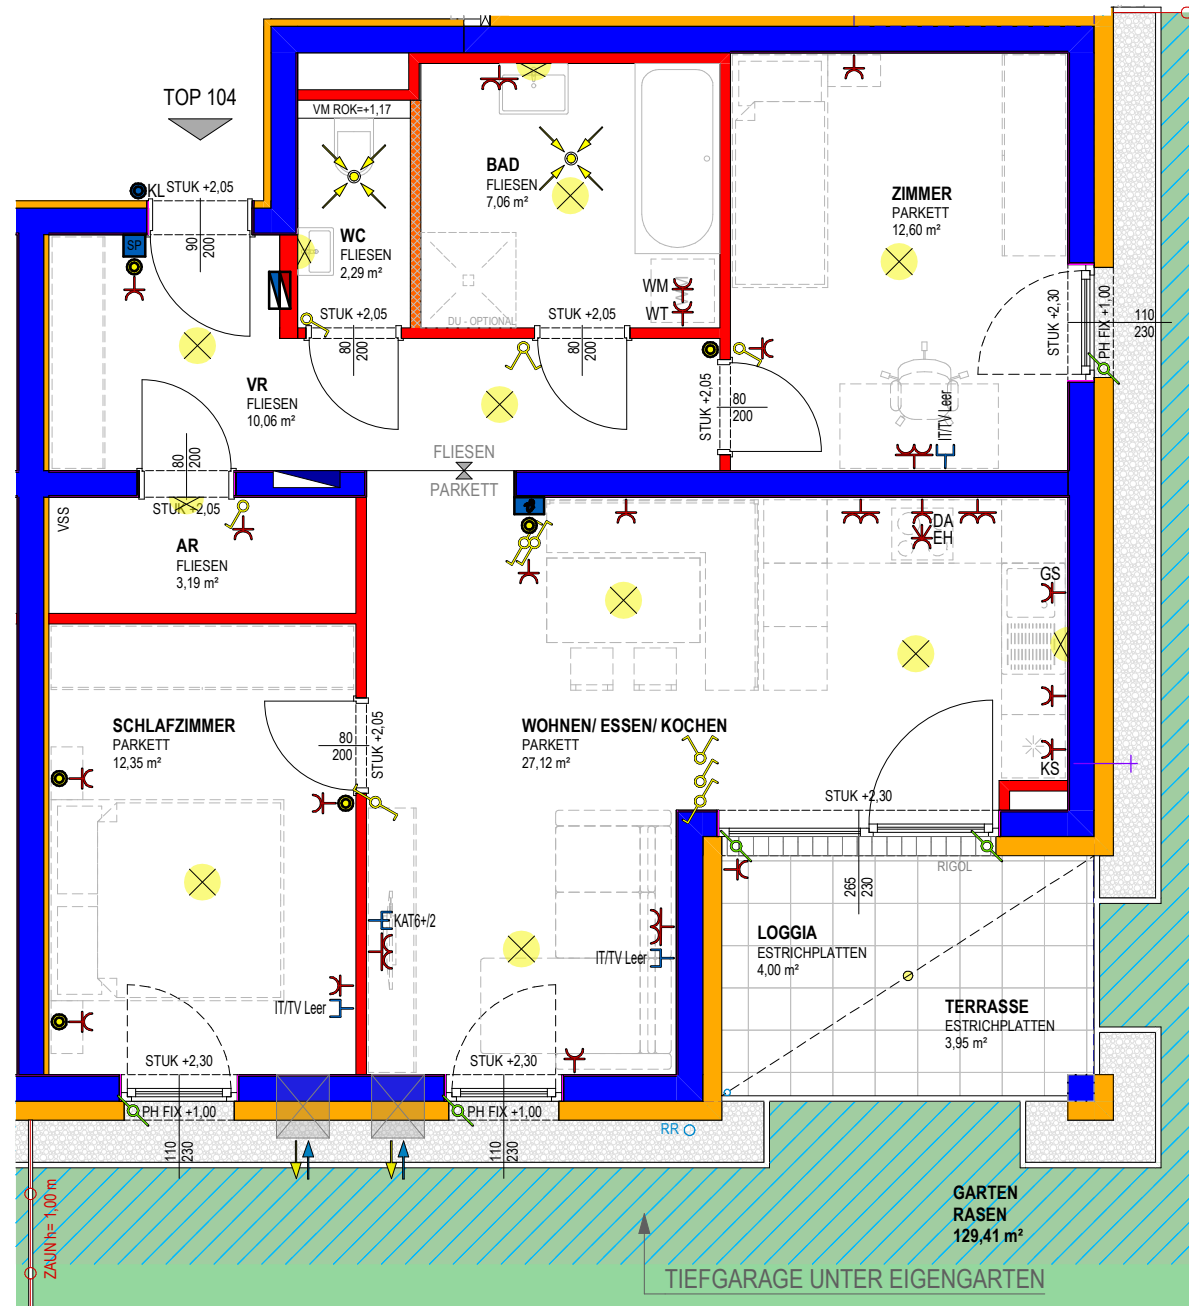 TOP 104
VM ROK=+1,17
KL
STUK +2,05
90
200
SP
WC
FLIESEN
2,29 m²
BAD
FLIESEN
7,06 m²
ZIMMER
PARKETT
12,60 m²
WM
WT
DU - OPTIONAL
STUK +2,05
80
200
STUK +2,05
80
200
STUK +2,30
PH FIX +1,00
110
230
VR
FLIESEN
10,06 m²
STUK +2,05
80
200
IT/TV Leer
FLIESEN
PARKETT
80
200
STUK +2,05
VSS
AR
FLIESEN
3,19 m²
DA
EH
GS
SCHLAFZIMMER
PARKETT
12,35 m²
80
200
STUK +2,05
WOHNEN/ ESSEN/ KOCHEN
PARKETT
27,12 m²
KS
STUK +2,30
265
230
RIGOL
KAT6+/2
IT/TV Leer
IT/TV Leer
LOGGIA
ESTRICHPLATTEN
4,00 m²
TERRASSE
ESTRICHPLATTEN
3,95 m²
STUK +2,30
STUK +2,30
PH FIX +1,00
PH FIX +1,00
110
230
110
230
RR
ZAUN h= 1,00 m
GARTEN
RASEN
129,41 m²
TIEFGARAGE UNTER EIGENGARTEN